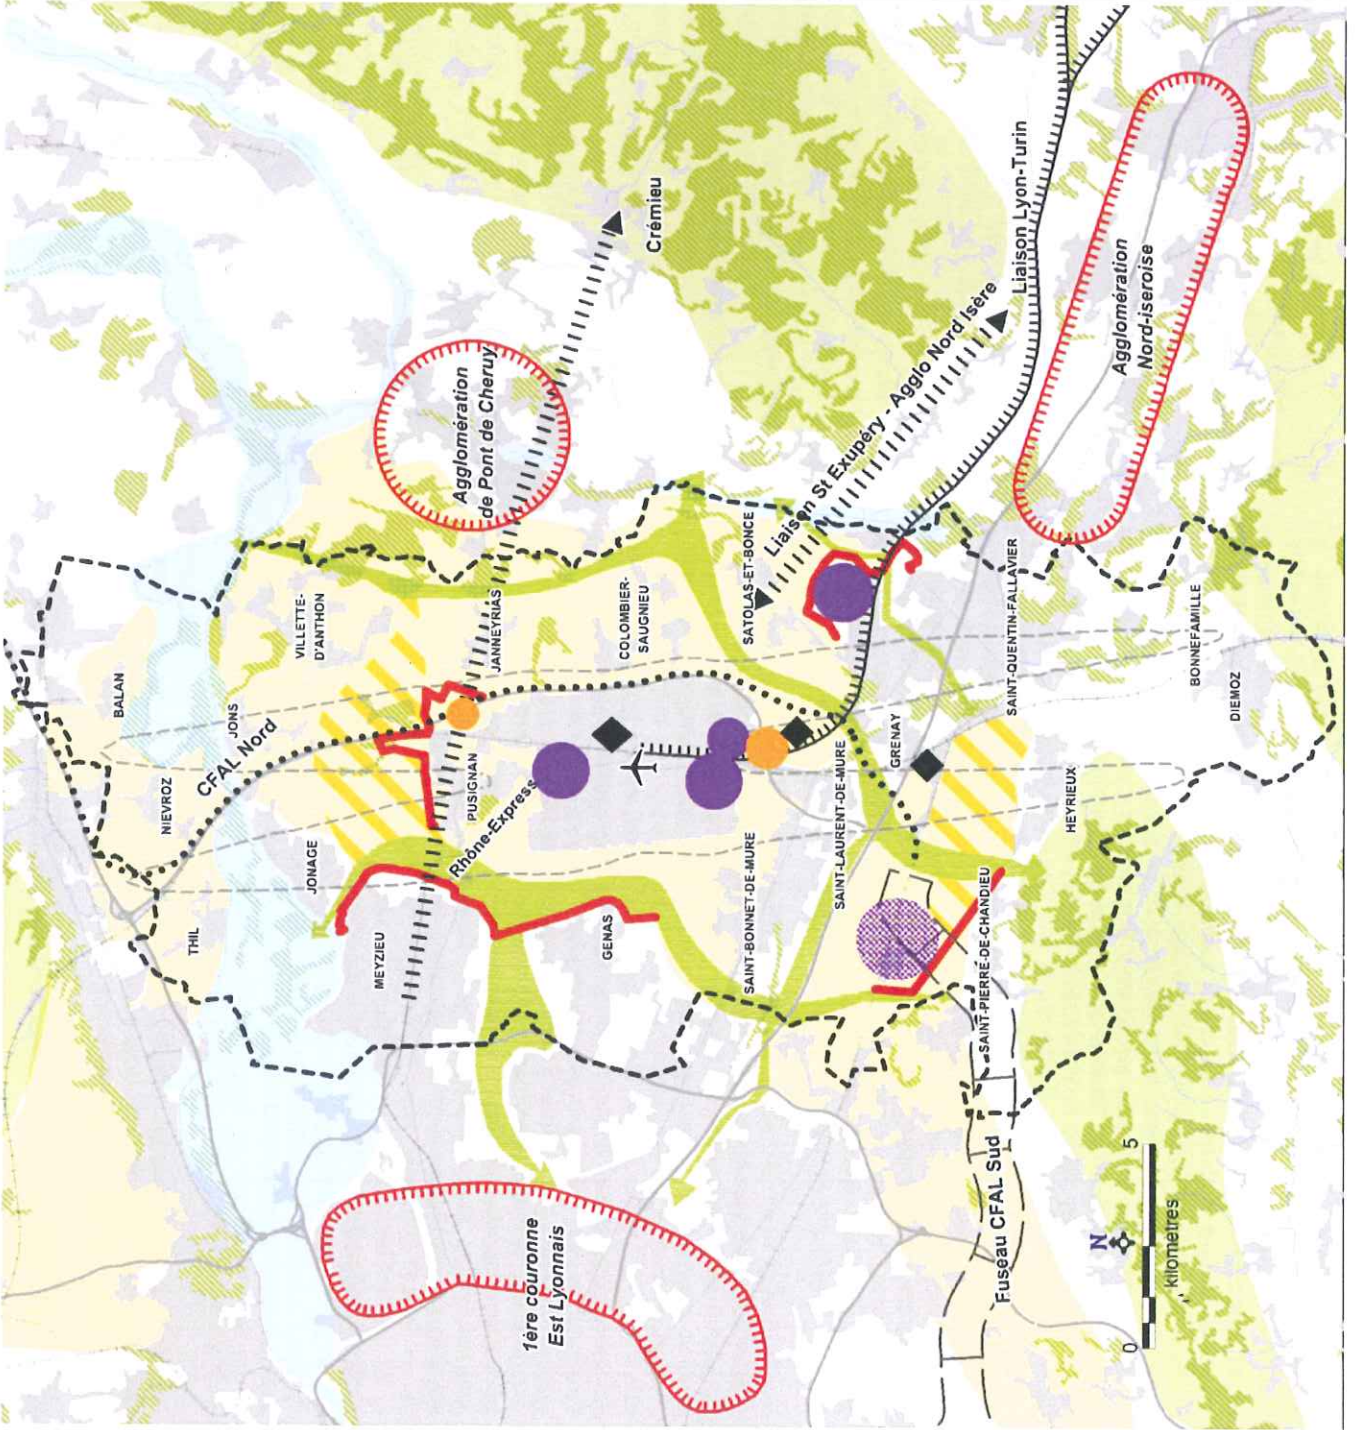 BALAN
NIEVROZ
THIL
JONS
CFAL Nord
VILLETTE-
D'ANTHON
JONAGE
MEYZIEU
PUSIGNAN
JANNEYRIAS
Rhône-Express
Agglomération
de Pont de Cheruy
Crémieu
GENAS
COLOMBIER-
SAUGNIEU
1ère couronne
Est Lyonnais
SAINT-BONNET-DE-MURE
SATOLAS-ET-BONCE
Liaison St Exupéry - Agglo Nord Isère
SAINT-LAURENT-DE-MURE
GRENAY
Liaison Lyon-Turin
SAINT-QUENTIN-FALLAVIER
Agglomération
Nord-iseroise
SAINT-PIERRE-DE-CHANDIEU
Fuseau CFAL Sud
HEYRIEUX
BONNEFAMILLE
DIEMOZ
N
0
5
kilometres